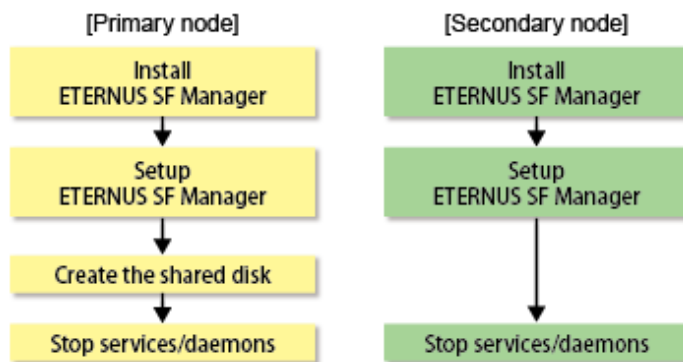 [Primary node]
Install
ETERNUS SF Manager
Setup
ETERNUS SF Manager
Create the shared disk
Stop services/daemons
[Secondary node]
Install
ETERNUS SF Manager
Setup
ETERNUS SF Manager
Stop services/daemons